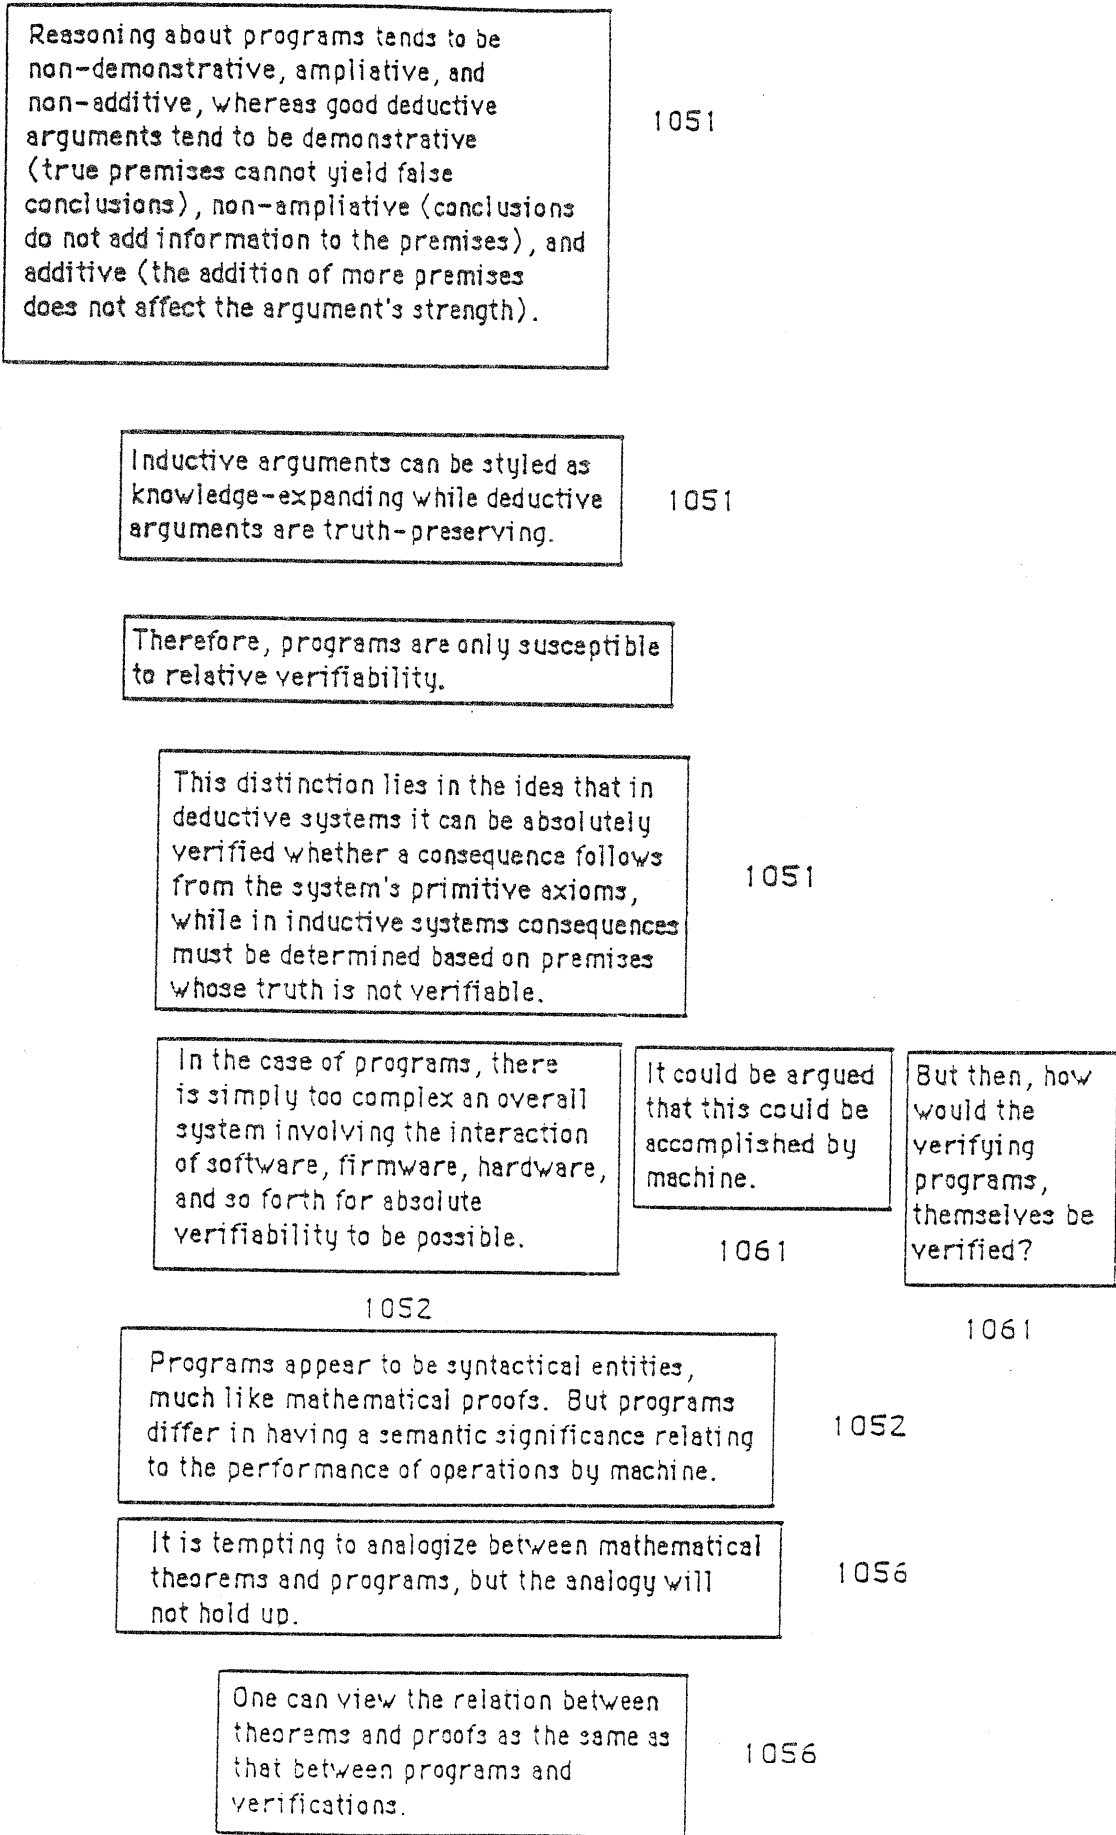 Reasoning about programs tends to be
non-demonstrative, ampliative, and
non-additive, whereas good deductive
arguments tend to be demonstrative
(true premises cannot yield false
conclusions), non-ampliative (conclusions
do not add information to the premises), and
additive (the addition of more premises
does not affect the argument's strength).
1051
Inductive arguments can be styled as
knowledge-expanding while deductive
arguments are truth-preserving.
1051
Therefore, programs are only susceptible
to relative verifiability.
This distinction lies in the idea that in
deductive systems it can be absolutely
verified whether a consequence follows
from the system's primitive axioms,
while in inductive systems consequences
must be determined based on premises
whose truth is not verifiable.
1051
In the case of programs, there
is simply too complex an overall
system involving the interaction
of software, firmware, hardware,
and so forth for absolute
verifiability to be possible.
1052
It could be argued
that this could be
accomplished by
machine.
1061
But then, how
would the
verifying
programs,
themselves be
verified?
1061
Programs appear to be syntactical entities,
much like mathematical proofs. But programs
differ in having a semantic significance relating
to the performance of operations by machine.
1052
It is tempting to analogize between mathematical
theorems and programs, but the analogy will
not hold up.
1056
One can view the relation between
theorems and proofs as the same as
that between programs and
verifications.
1056